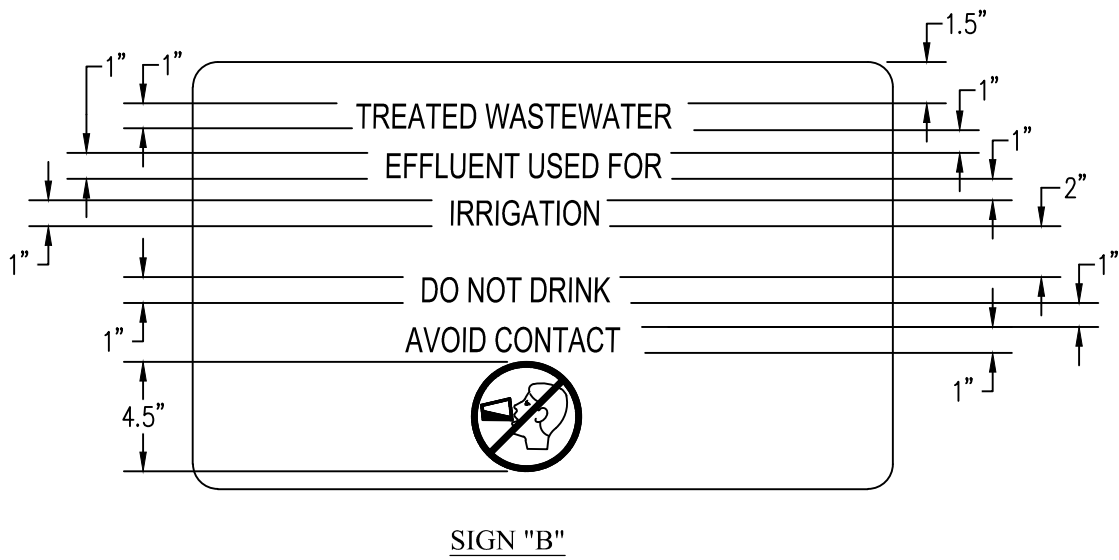 1.5”
1” 1” 1”
TREATED WASTEWATER
1”
EFFLUENT USED FOR
2”
IRRIGATION
1”
1”
DO NOT DRINK
1”
AVOID CONTACT
1”
4.5”
SIGN "B"